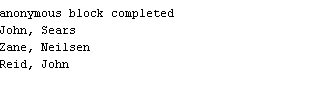 anonymous block completed
John, Sears
Zane, Neilsen
Reid, John